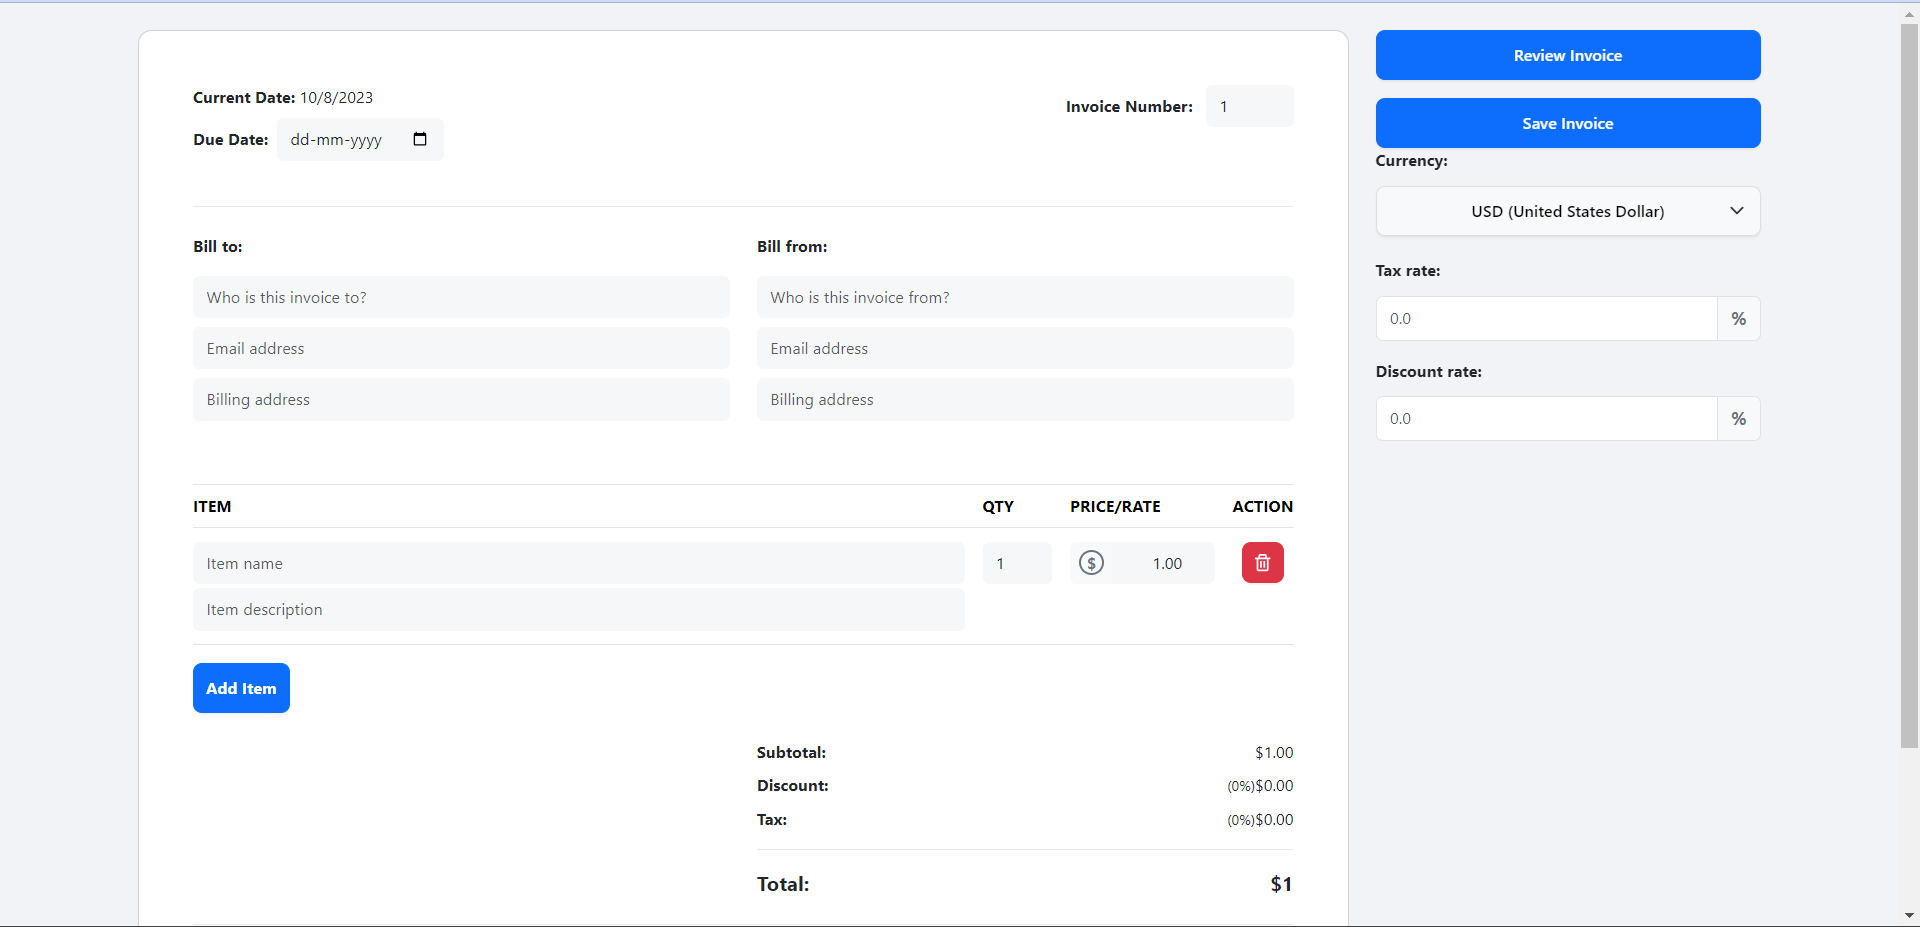 Current Date: 10/8/2023
Invoice Number: 1
Due Date: dd-mm-yyyy
Bill to:
Who is this invoice to?
Email address
Billing address
Bill from:
Who is this invoice from?
Email address
Billing address
ITEM QTY PRICE/RATE ACTION
Item name 1 $ 1.00
Item description
Add Item
Subtotal: $1.00
Discount: (0%)$0.00
Tax: (0%)$0.00
Total: $1
Review Invoice
Save Invoice
Currency:
USD (United States Dollar)
Tax rate:
0.0 %
Discount rate:
0.0 %